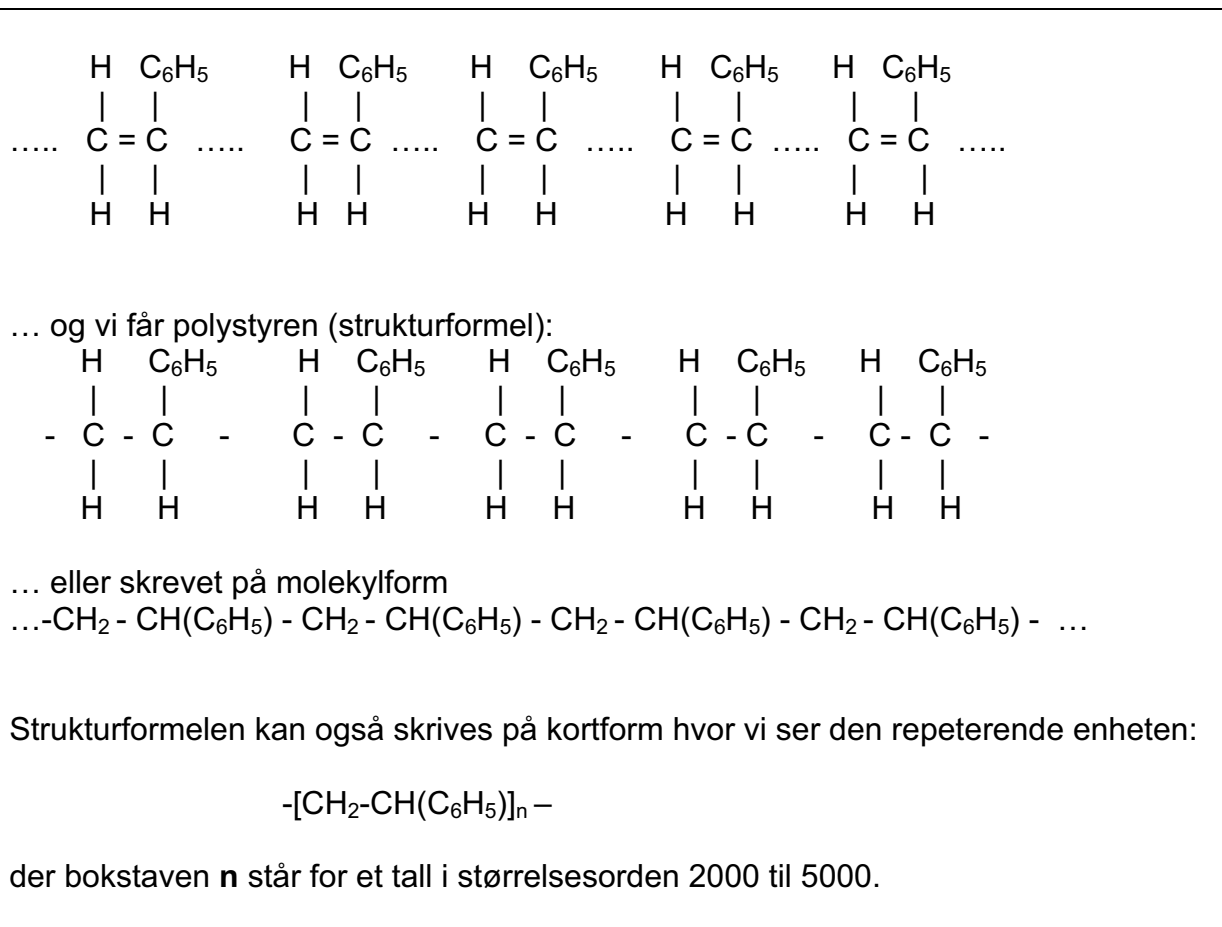 H C₆H₅ H C₆H₅ H C₆H₅ H C₆H₅ H C₆H₅
| | | | | | | | | |
….. C = C ….. C = C ….. C = C ….. C = C ….. C = C …..
| | | | | | | | | |
H H H H H H H H H H
… og vi får polystyren (strukturformel):
H C₆H₅ H C₆H₅ H C₆H₅ H C₆H₅ H C₆H₅
| | | | | | | | | |
- C - C - C - C - C - C - C - C - C - C -
| | | | | | | | | |
H H H H H H H H H H
… eller skrevet på molekylform
…-CH₂ - CH(C₆H₅) - CH₂ - CH(C₆H₅) - CH₂ - CH(C₆H₅) - CH₂ - CH(C₆H₅) - …
Strukturformelen kan også skrives på kortform hvor vi ser den repeterende enheten:
-[CH₂-CH(C₆H₅)]ₙ –
der bokstaven n står for et tall i størrelsesorden 2000 til 5000.